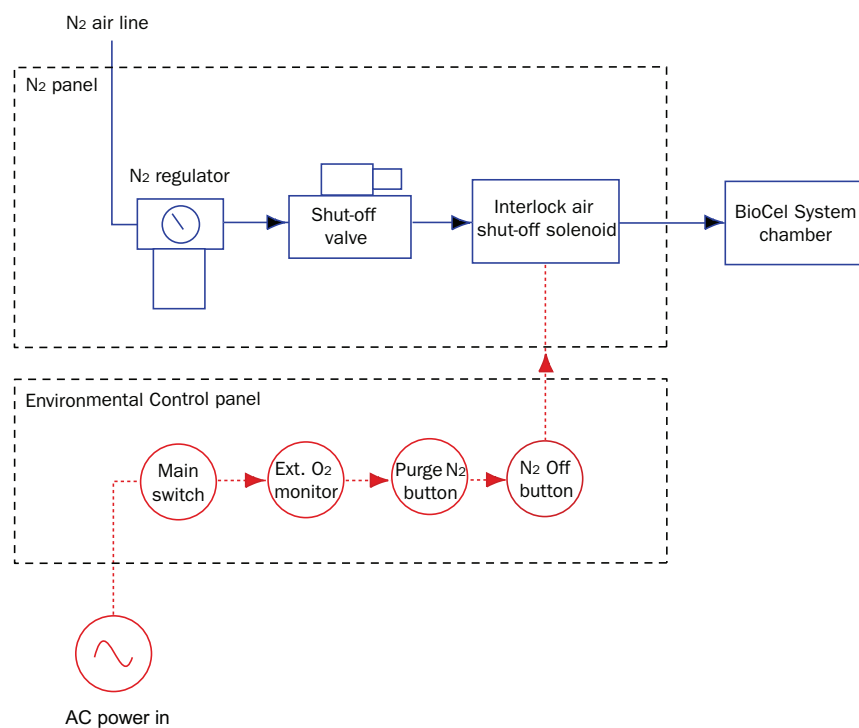 N2 air line
N2 panel
N2 regulator
Shut-off
valve
Interlock air
shut-off solenoid
BioCel System
chamber
Environmental Control panel
Main
switch
Ext. O2
monitor
Purge N2
button
N2 Off
button
AC power in